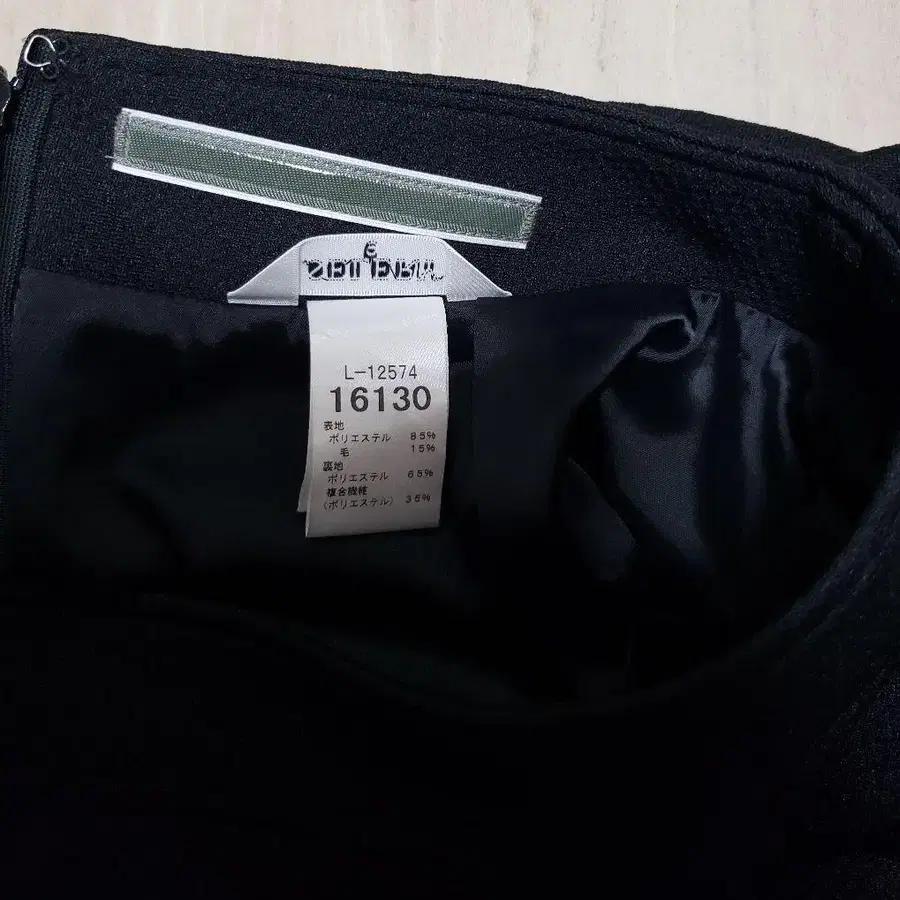 L-12574
16130
表地
ポリエステル 85%
毛 15%
裏地
ポリエステル 65%
複合繊維
(ポリエステル) 35%